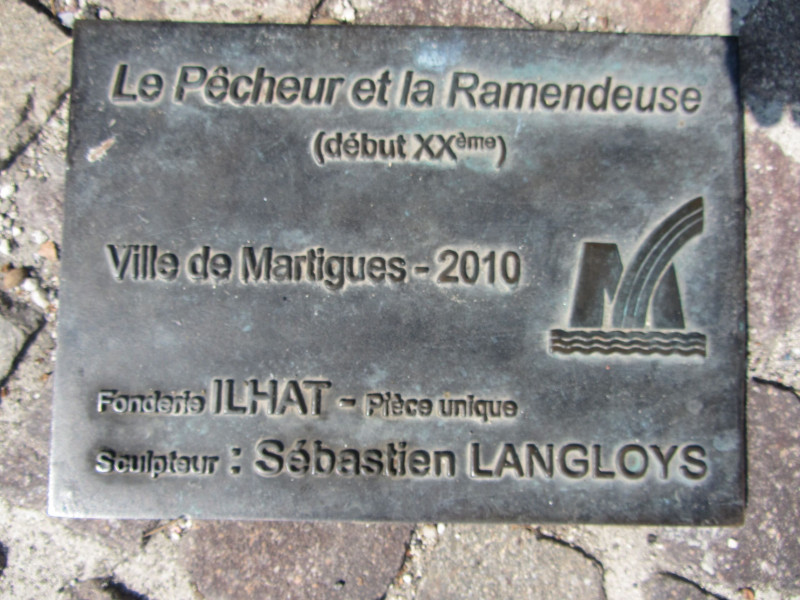 Le Pêcheur et la Ramendeuse
(début XXème)
Ville de Martigues - 2010
Fonderie ILHAT - Pièce unique
Sculpteur : Sébastien LANGLOYS